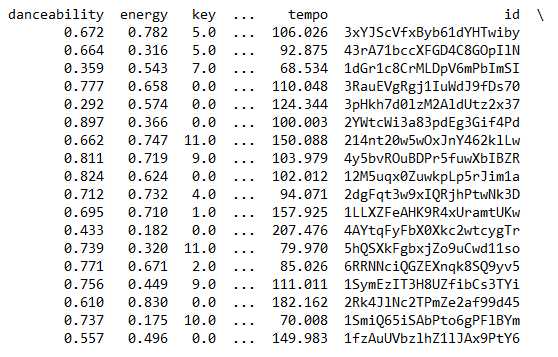 danceability energy key ... tempo id \
0.672 0.782 5.0 ... 106.026 3xYJScVfxByb61dYHTwiby
0.664 0.316 5.0 ... 92.875 43rA71bccXFGD4C8GOpIlN
0.359 0.543 7.0 ... 68.534 1dGr1c8CrMLDpV6mPbImSI
0.777 0.658 0.0 ... 110.048 3RauEVgRgj1IuWdJ9fDs70
0.292 0.574 0.0 ... 124.344 3pHkh7d0lzM2AldUtz2x37
0.897 0.366 0.0 ... 100.003 2YWtcWi3a83pdEg3Gif4Pd
0.662 0.747 11.0 ... 150.088 214nt20w5wOxJnY462klLw
0.811 0.719 9.0 ... 103.979 4y5bvROuBDPr5fuwXbIBZR
0.824 0.624 0.0 ... 102.012 12M5uqx0ZuwkpLp5rJim1a
0.712 0.732 4.0 ... 94.071 2dgFqt3w9xIQRjhPtwNk3D
0.695 0.710 1.0 ... 157.925 1LLXZFeAHK9R4xUramtUKw
0.433 0.182 0.0 ... 207.476 4AYtqFyFbX0Xkc2wtcygTr
0.739 0.320 11.0 ... 79.970 5hQSXkFgbxjZo9uCwd11so
0.771 0.671 2.0 ... 85.026 6RRNNciQGZEXnqk8SQ9yv5
0.756 0.449 9.0 ... 111.011 1SymEzIT3H8UZfibCs3TYi
0.610 0.830 0.0 ... 182.162 2Rk4JlNc2TPmZe2af99d45
0.737 0.175 10.0 ... 70.008 1SmiQ65iSAbPto6gPFlBYm
0.557 0.496 0.0 ... 149.983 1fzAuUVbzlhZ1lJAx9PtY6